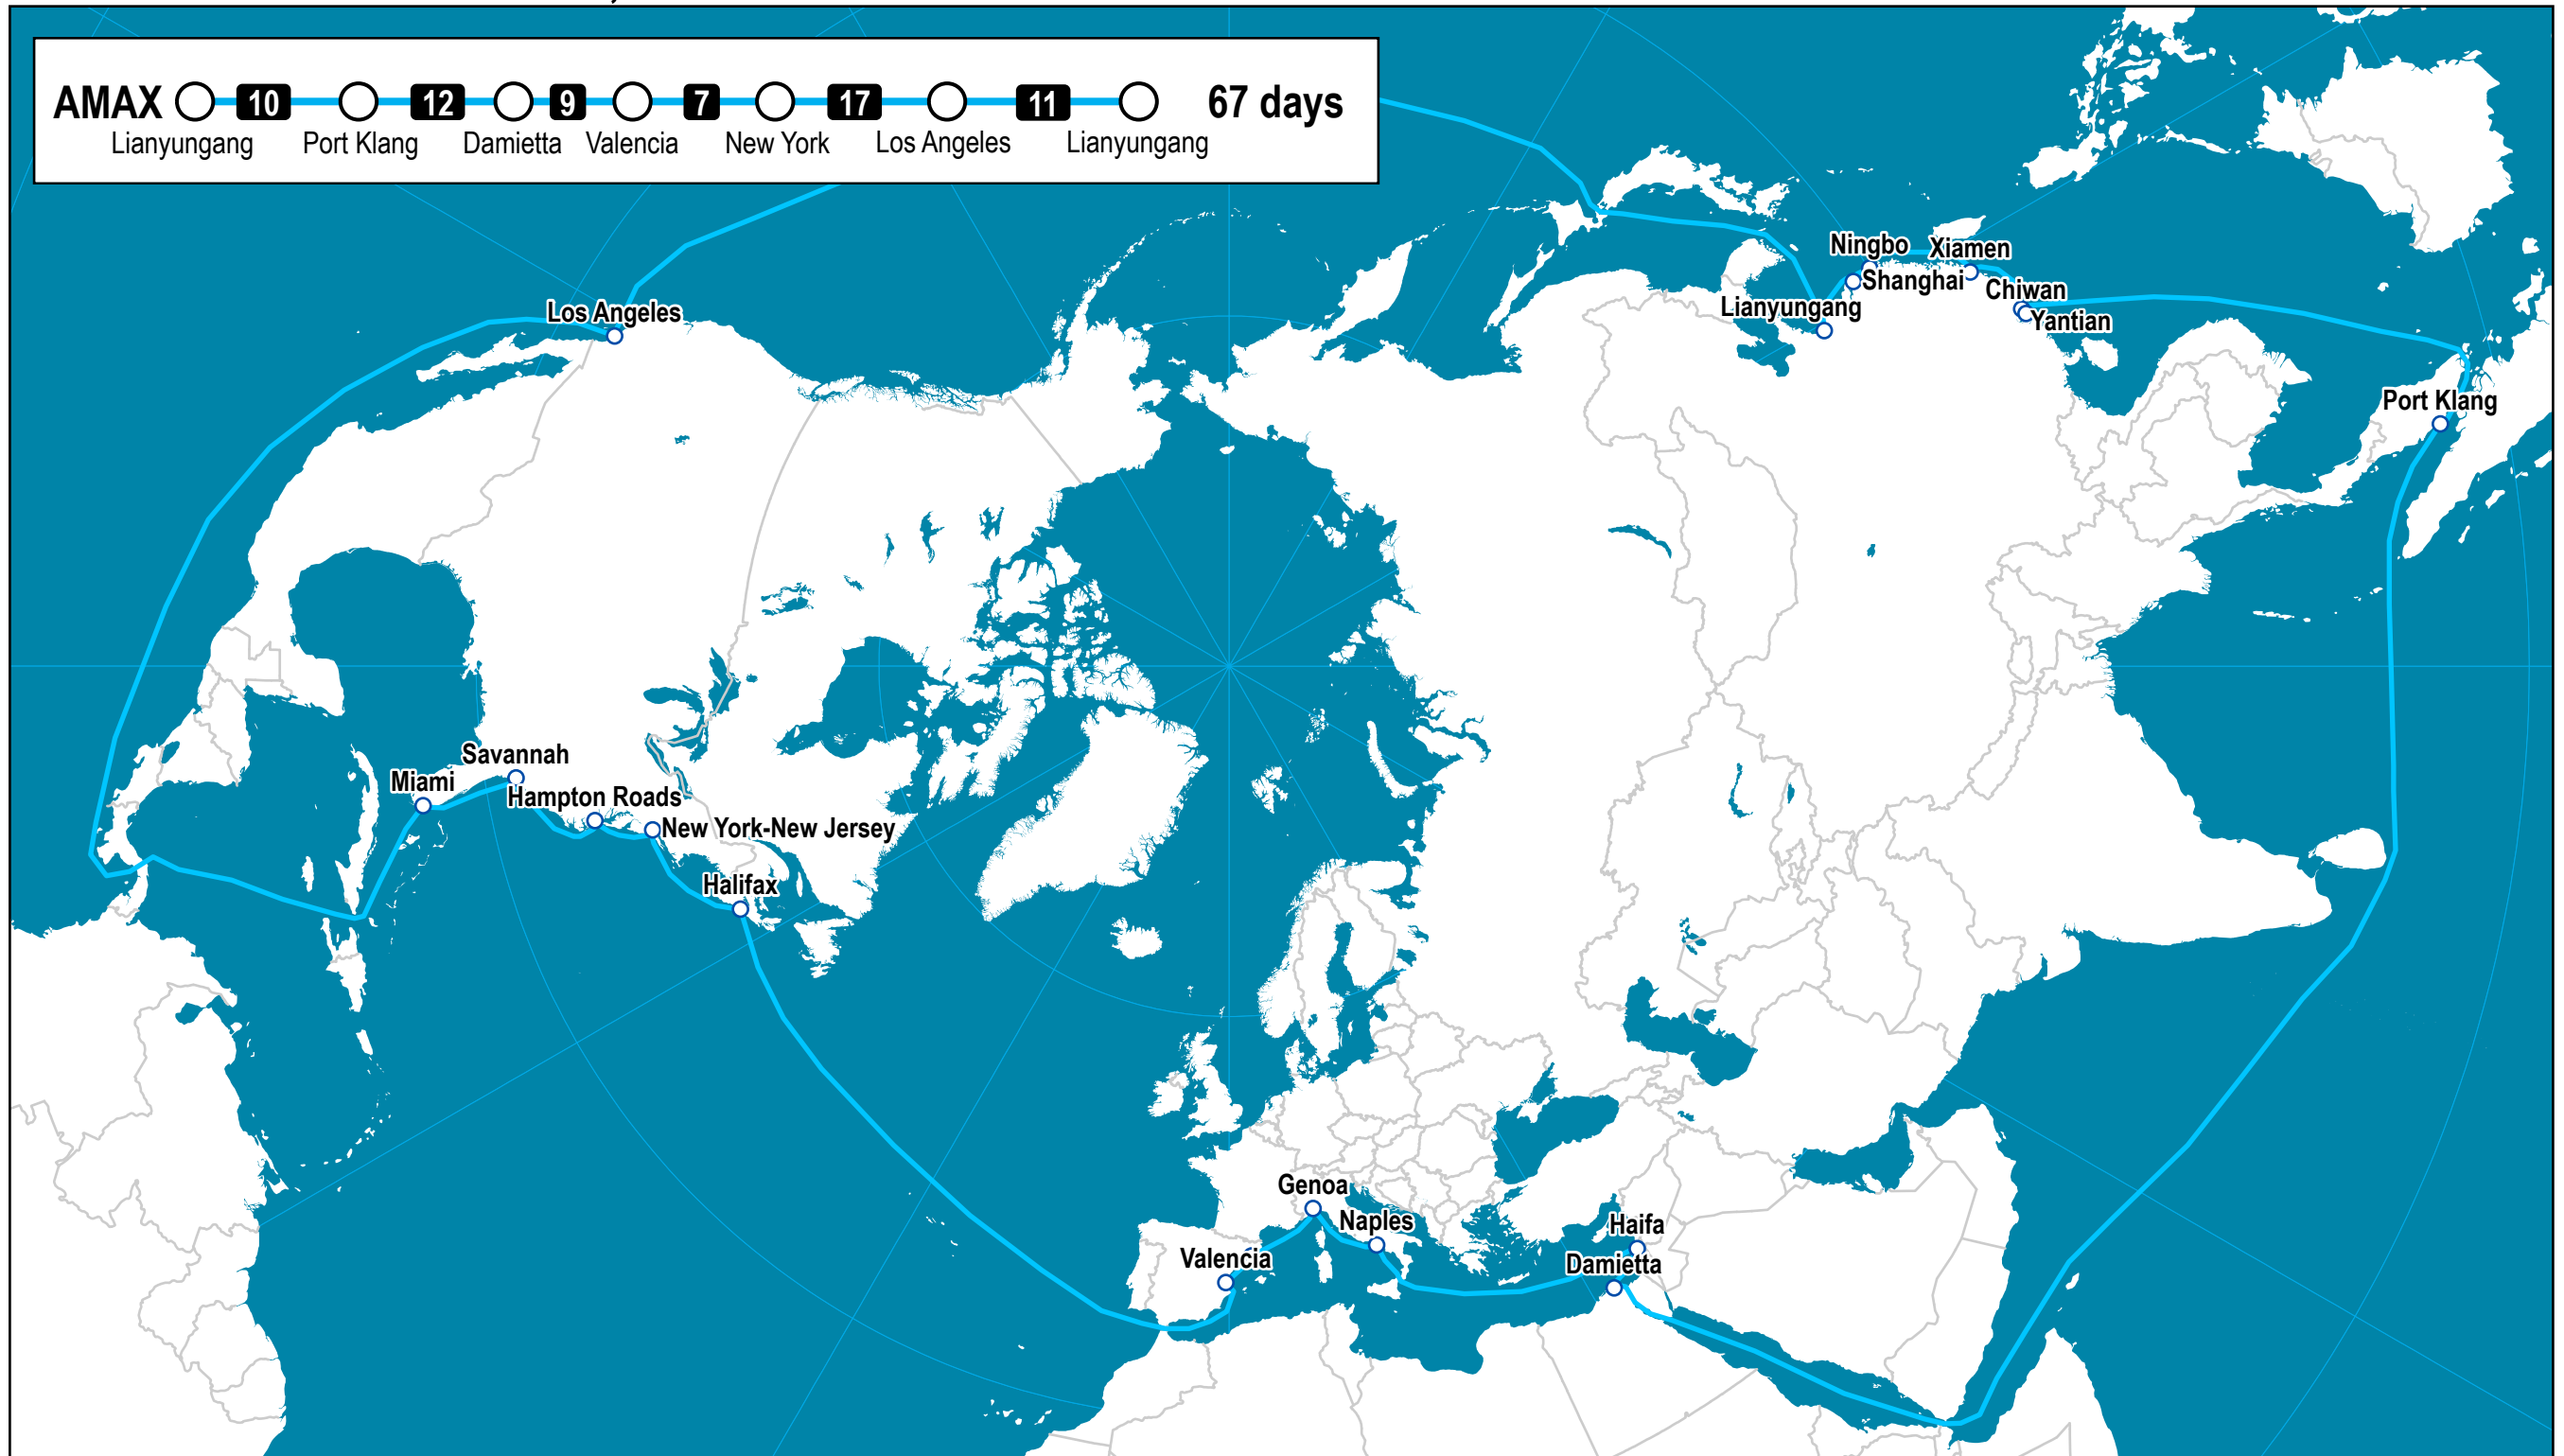 AMAX 10 12 9 7 17 11 67 days
Lianyungang Port Klang Damietta Valencia New York Los Angeles Lianyungang
Ningbo
Xiamen
Shanghai
Chiwan
Lianyungang
Yantian
Los Angeles
Port Klang
Savannah
Miami
Hampton Roads
New York-New Jersey
Halifax
Genoa
Naples
Haifa
Valencia
Damietta